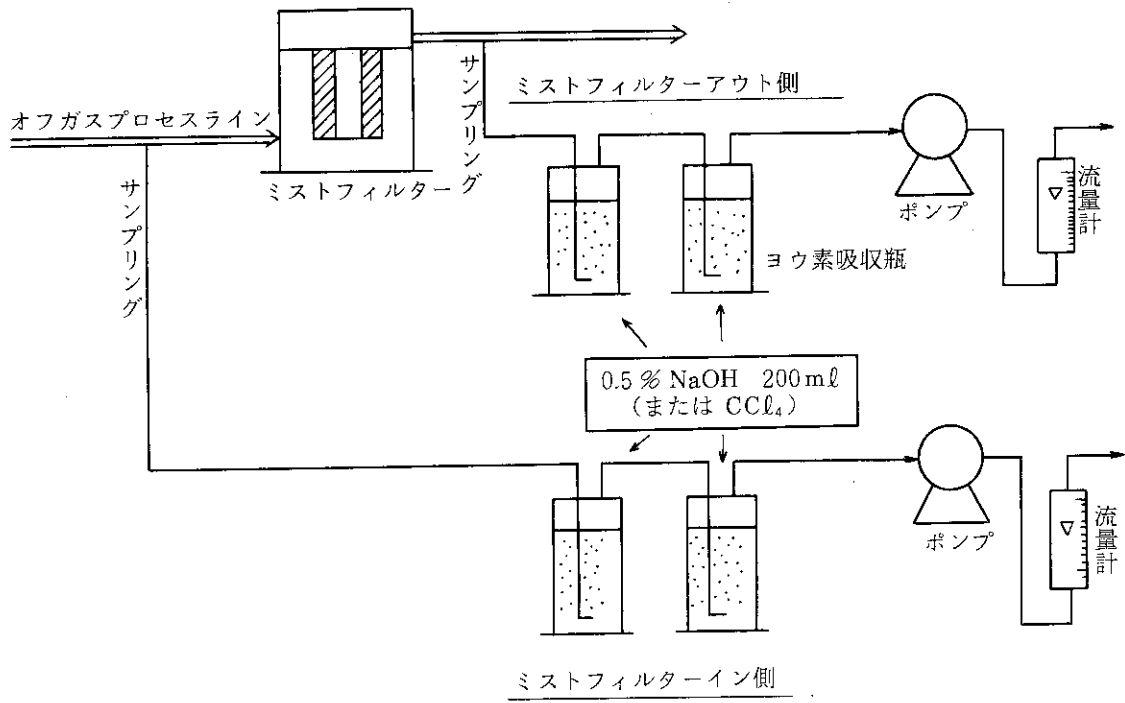 サンプリング
ミストフィルターアウト側
オフガスプロセスライン
ミストフィルター
サンプリング
ポンプ
流量計
ヨウ素吸収瓶
0.5% NaOH 200mℓ
(または CCℓ₄)
ポンプ
流量計
ミストフィルターイン側